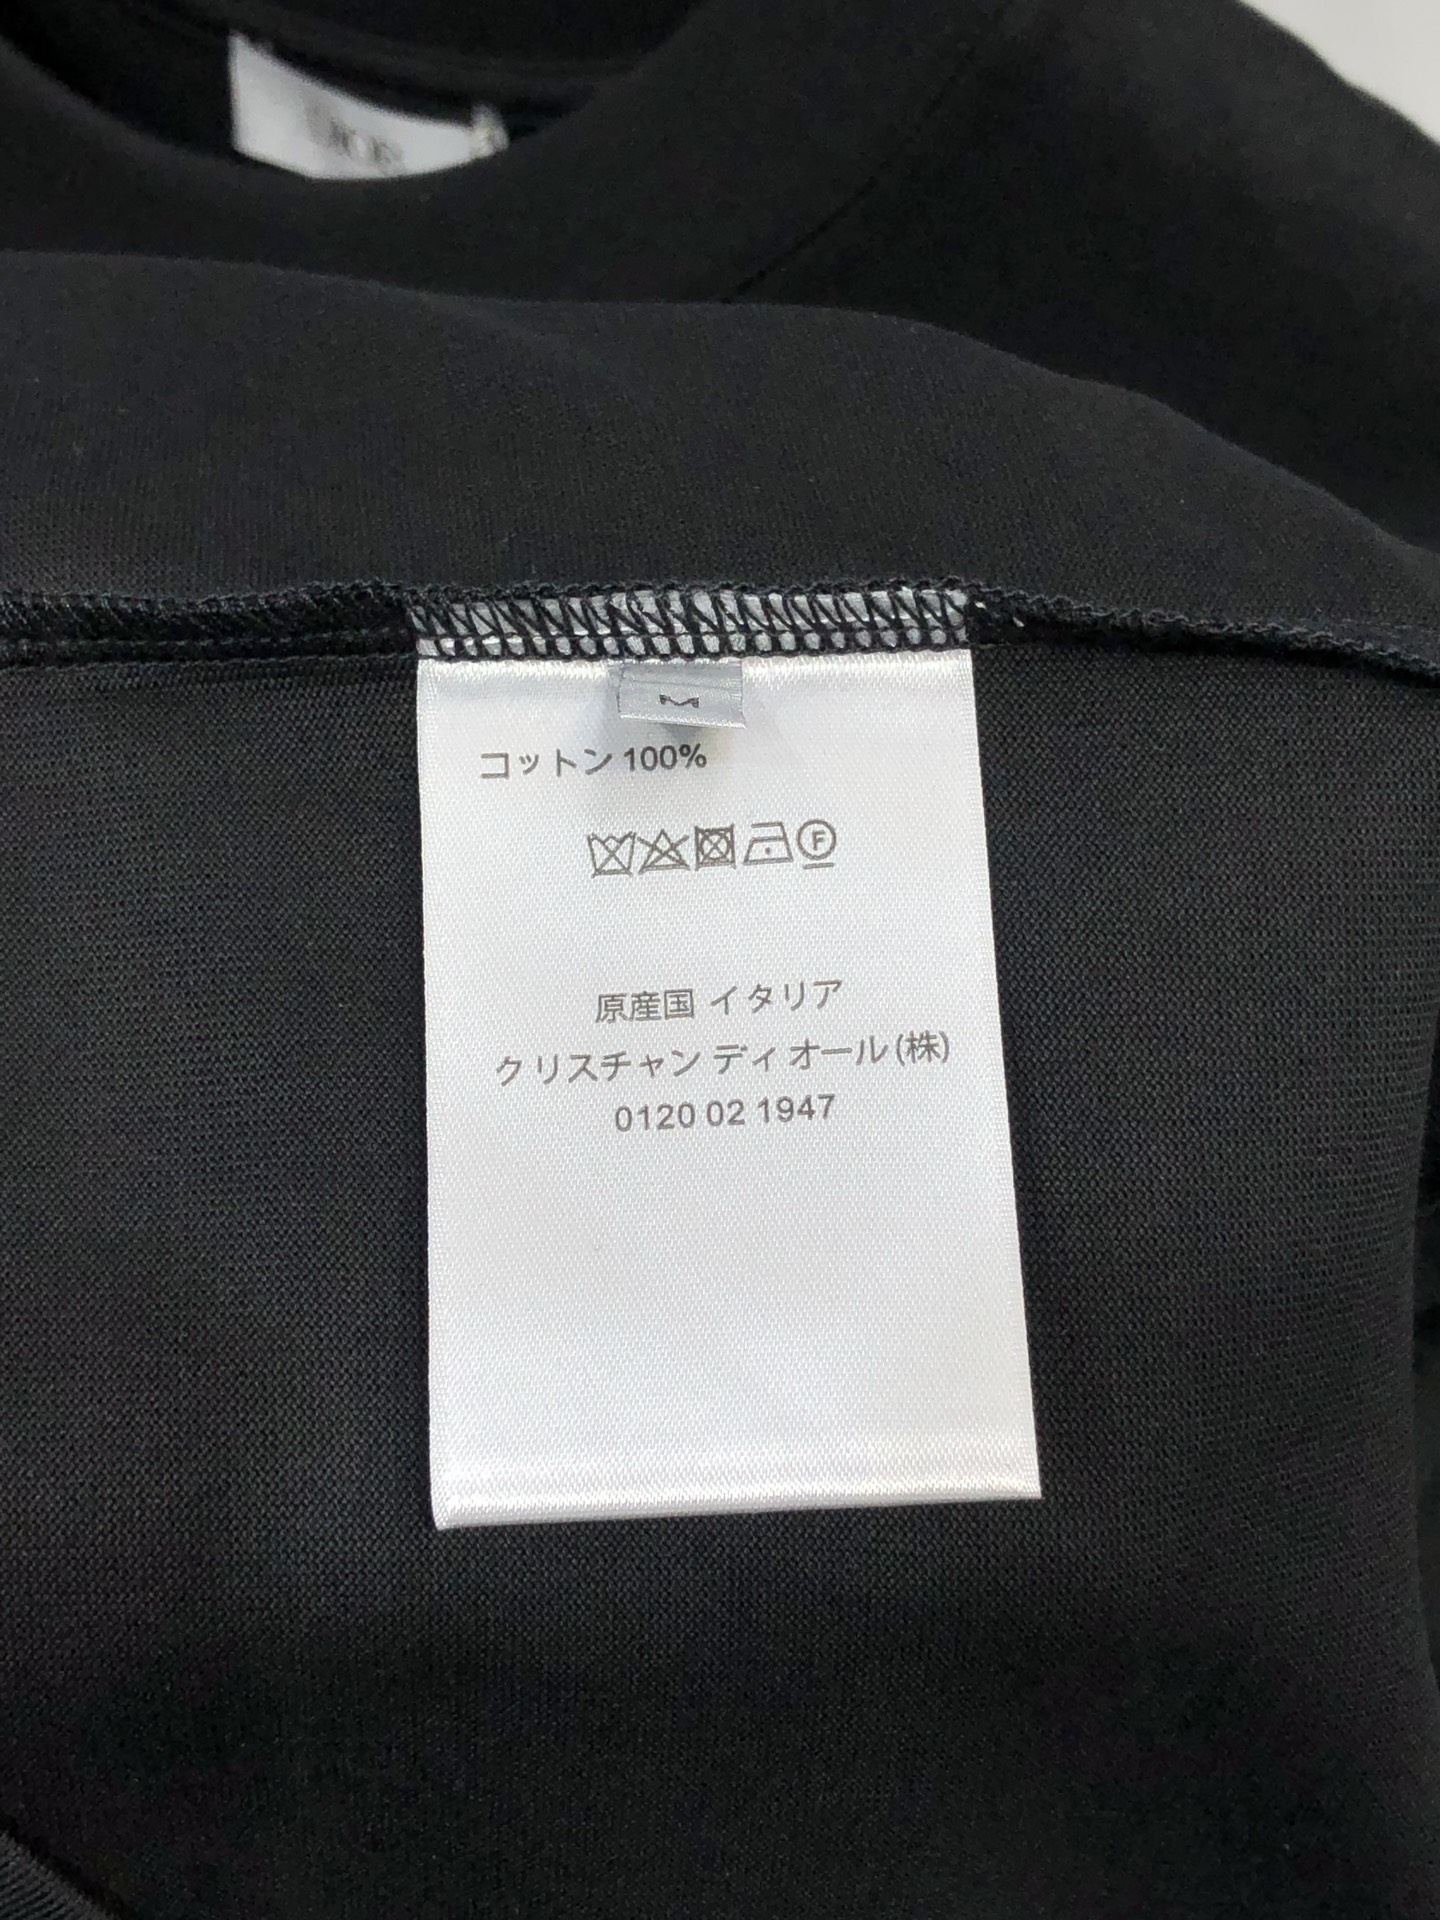 DIOR
M
コットン 100%
F
原産国 イタリア
クリスチャン ディオール (株)
0120 02 1947